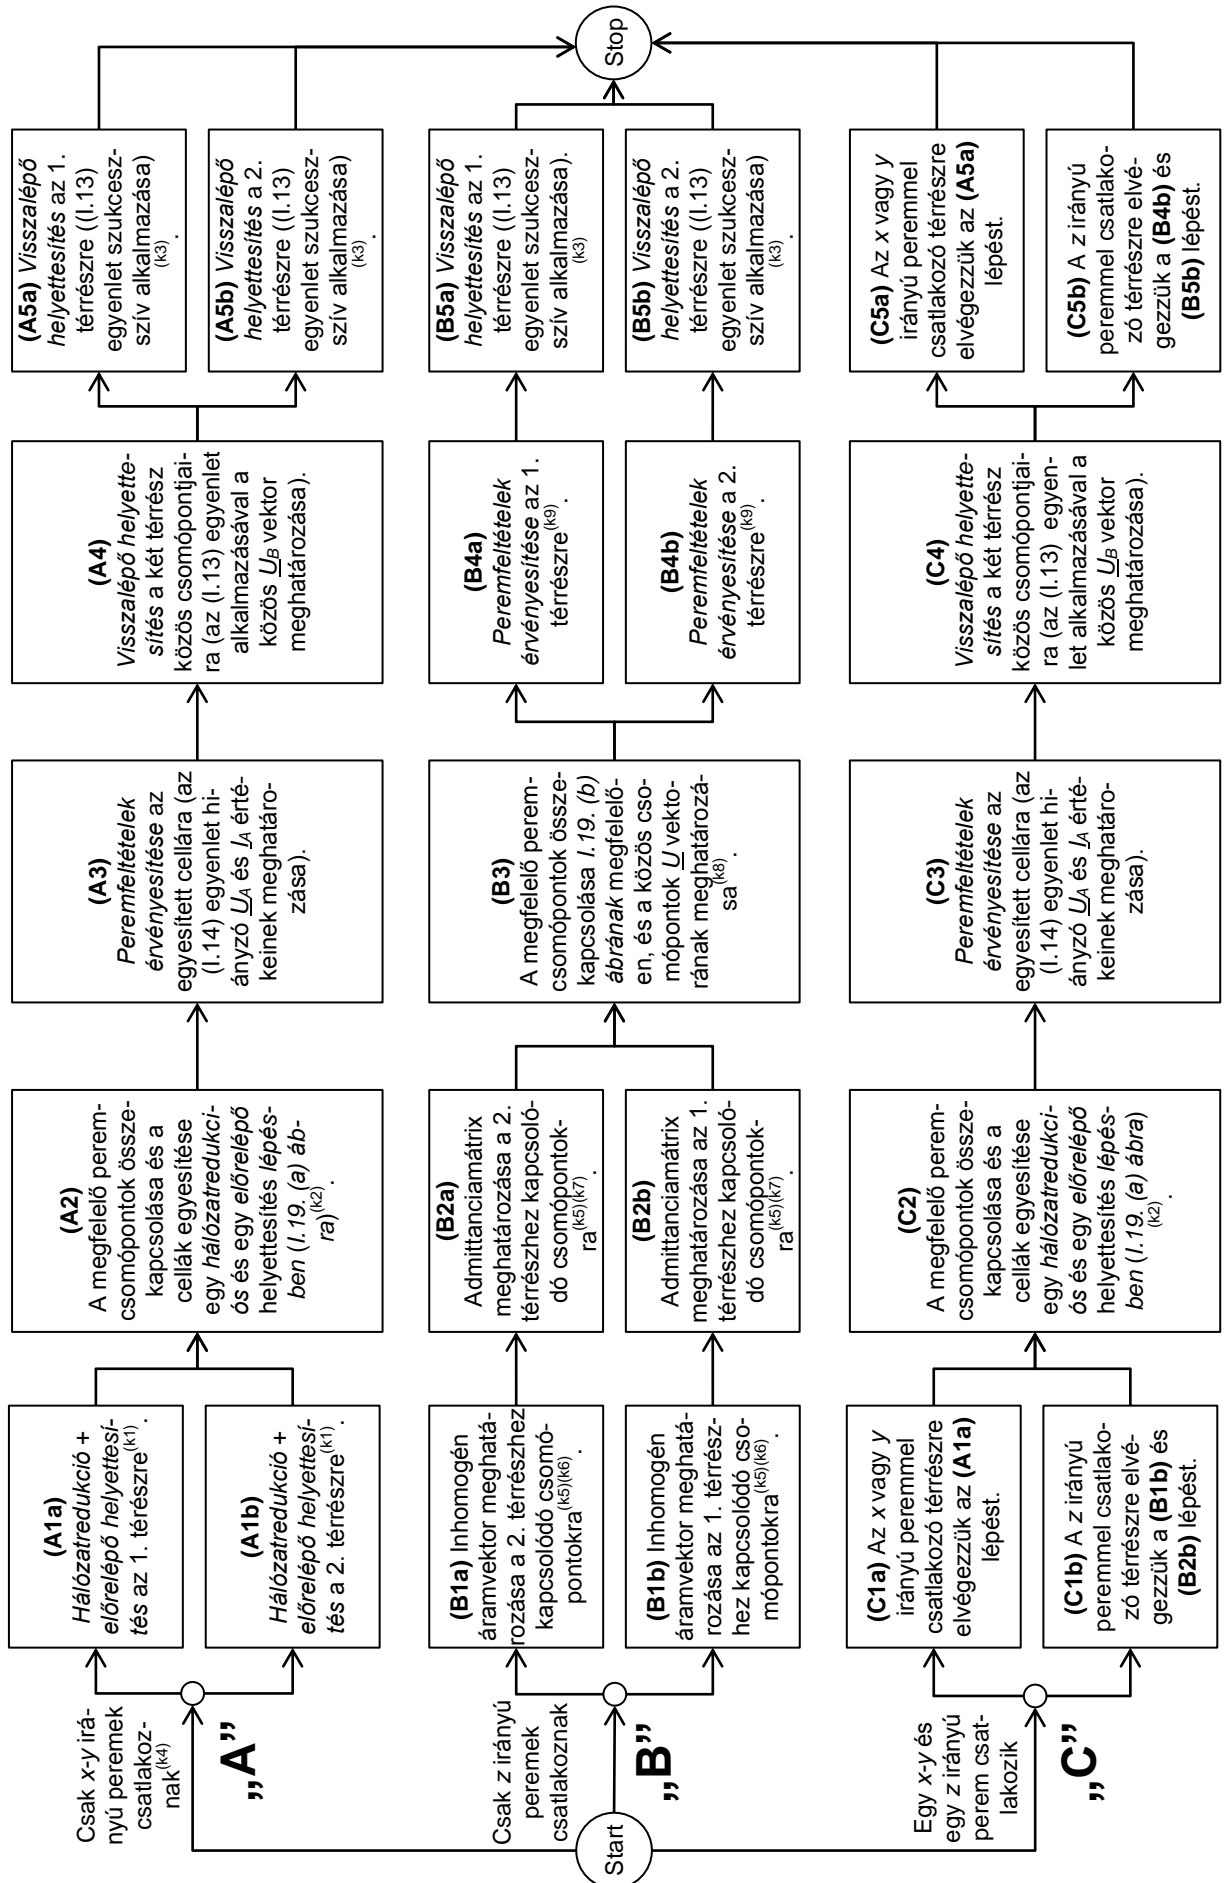 Start
Csak x-y irá-
nyú peremek
csatlakoz-
nak(k4)
„A”
(A1a)
Hálózatredukció +
előrelépő helyettesí-
tés az 1. térrészre(k1).
(A1b)
Hálózatredukció +
előrelépő helyettesí-
tés a 2. térrészre(k1).
(A2)
A megfelelő perem-
csomópontok össze-
kapcsolása és a
cellák egyesítése
egy hálózatredukci-
ós és egy előrelépő
helyettesítés lépés-
ben (I.19. (a) áb-
ra)(k2).
(A3)
Peremfeltételek
érvényesítése az
egyesített cellára (az
(I.14) egyenlet hi-
ányzó UA és IA érté-
keinek meghatáro-
zása).
(A4)
Visszalépő helyette-
sítés a két térrész
közös csomópontjai-
ra (az (I.13) egyenlet
alkalmazásával a
közös UB vektor
meghatározása).
(A5a) Visszalépő
helyettesítés az 1.
térrészre ((I.13)
egyenlet szukcesz-
szív alkalmazása)
(k3).
(A5b) Visszalépő
helyettesítés a 2.
térrészre ((I.13)
egyenlet szukcesz-
szív alkalmazása)
(k3).
Csak z irányú
peremek
csatlakoznak
„B”
(B1a) Inhomogén
áramvektor meghatá-
rozása a 2. térrészhez
kapcsolódó csomó-
pontokra(k5)(k6).
(B1b) Inhomogén
áramvektor meghatá-
rozása az 1. térrész-
hez kapcsolódó cso-
mópontokra(k5)(k6).
(B2a)
Admittanciamátrix
meghatározása a 2.
térrészhez kapcsoló-
dó csomópontok-
ra(k5)(k7).
(B2b)
Admittanciamátrix
meghatározása az 1.
térrészhez kapcsoló-
dó csomópontok-
ra(k5)(k7).
(B3)
A megfelelő perem-
csomópontok össze-
kapcsolása I.19. (b)
ábrának megfelelő-
en, és a közös cso-
mópontok U vekto-
rának meghatározá-
sa(k8).
(B4a)
Peremfeltételek
érvényesítése az 1.
térrészre(k9).
(B4b)
Peremfeltételek
érvényesítése a 2.
térrészre(k9).
(B5a) Visszalépő
helyettesítés az 1.
térrészre ((I.13)
egyenlet szukcesz-
szív alkalmazása).
(k3)
(B5b) Visszalépő
helyettesítés a 2.
térrészre ((I.13)
egyenlet szukcesz-
szív alkalmazása)
(k3).
Egy x-y és
egy z irányú
perem csat-
lakozik
„C”
(C1a) Az x vagy y
irányú peremmel
csatlakozó térrészre
elvégezzük az (A1a)
lépést.
(C1b) A z irányú
peremmel csatlako-
zó térrészre elvé-
gezzük a (B1b) és
(B2b) lépést.
(C2)
A megfelelő perem-
csomópontok össze-
kapcsolása és a
cellák egyesítése
egy hálózatredukci-
ós és egy előrelépő
helyettesítés lépés-
ben (I.19. (a) ábra)
(k2).
(C3)
Peremfeltételek
érvényesítése az
egyesített cellára (az
(I.14) egyenlet hi-
ányzó UA és IA érté-
keinek meghatáro-
zása).
(C4)
Visszalépő helyette-
sítés a két térrész
közös csomópontjai-
ra (az (I.13) egyen-
let alkalmazásával a
közös UB vektor
meghatározása).
(C5a) Az x vagy y
irányú peremmel
csatlakozó térrészre
elvégezzük az (A5a)
lépést.
(C5b) A z irányú
peremmel csatlako-
zó térrészre elvé-
gezzük a (B4b) és
(B5b) lépést.
Stop